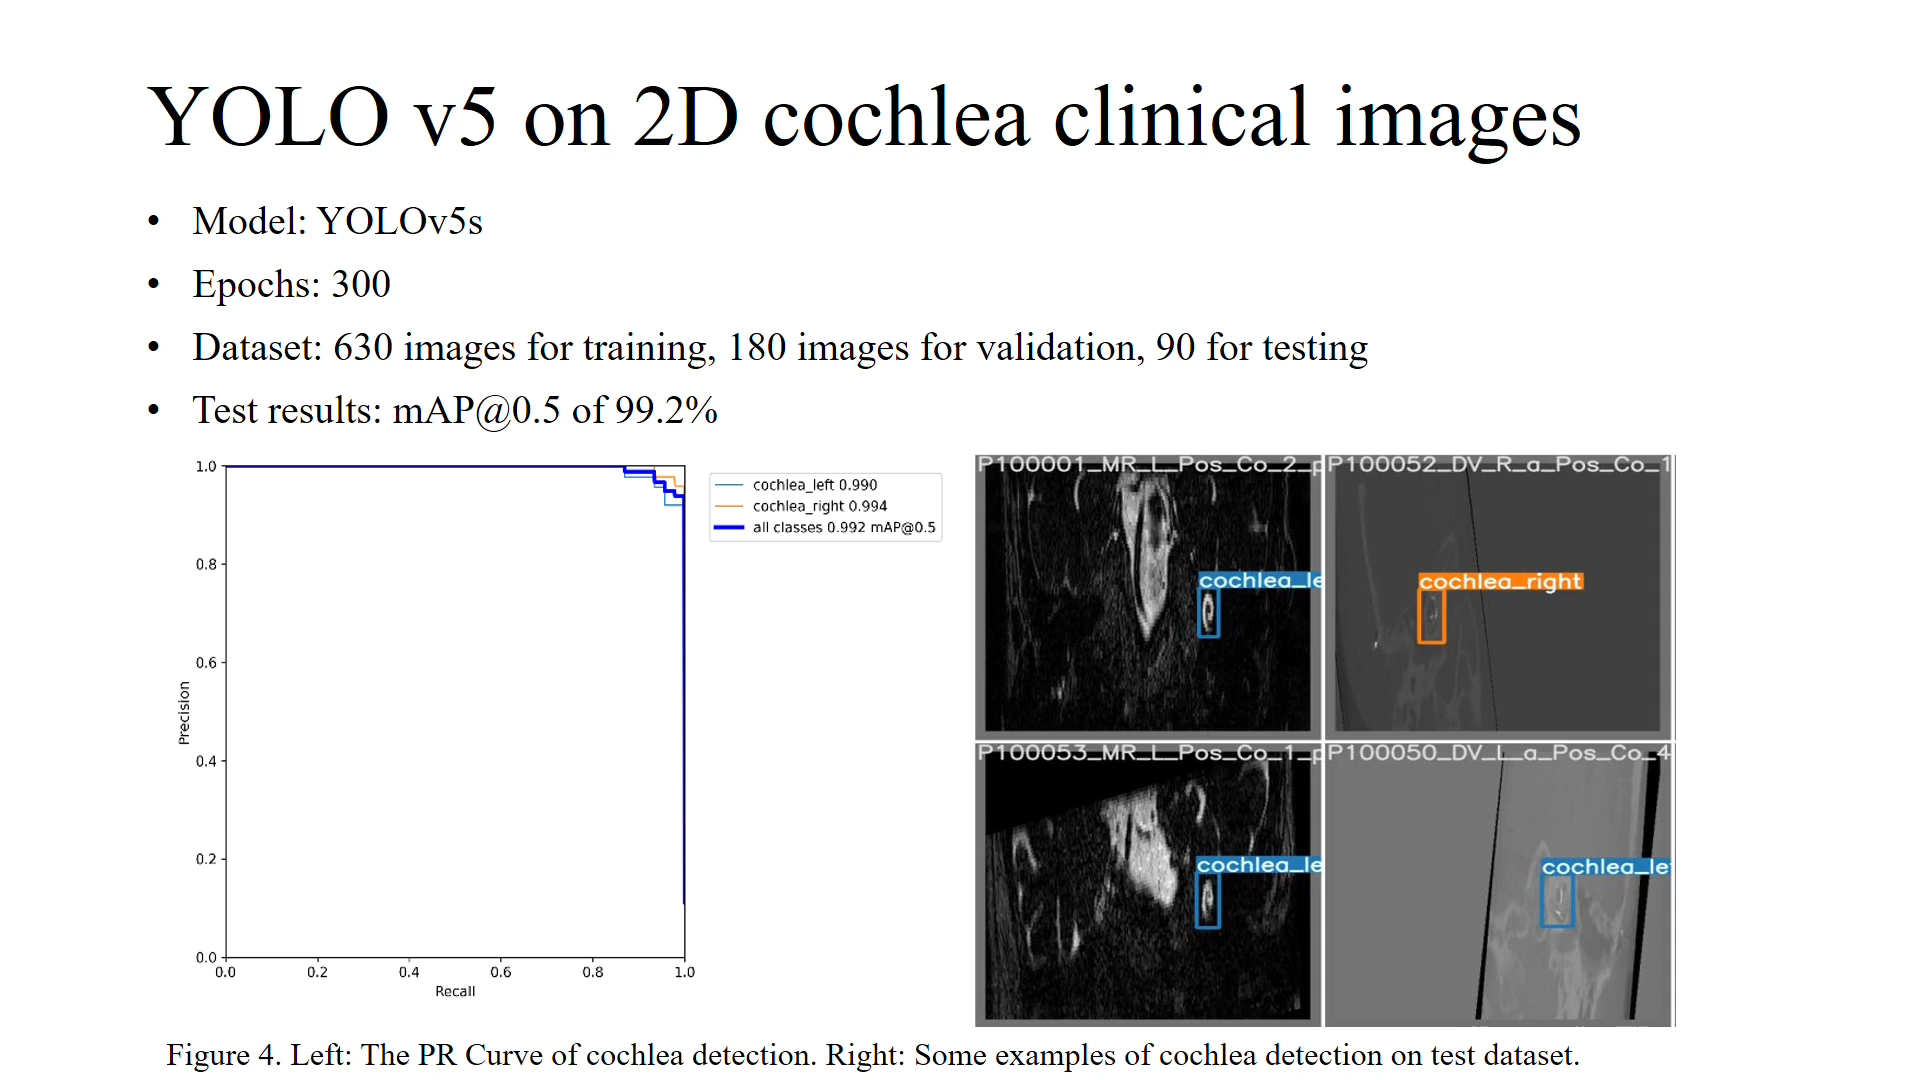 YOLO v5 on 2D cochlea clinical images
• Model: YOLOv5s
• Epochs: 300
• Dataset: 630 images for training, 180 images for validation, 90 for testing
• Test results: mAP@0.5 of 99.2%
1.0
0.8
0.6
0.4
0.2
0.0
Precision
0.0 0.2 0.4 0.6 0.8 1.0
Recall
cochlea_left 0.990
cochlea_right 0.994
all classes 0.992 mAP@0.5
P100001_MR_L_Pos_Co_2_p
cochlea_le
P100052_DV_R_a_Pos_Co_1
cochlea_right
P100053_MR_L_Pos_Co_1_p
cochlea_le
P100050_DV_L_a_Pos_Co_4
cochlea_le
Figure 4. Left: The PR Curve of cochlea detection. Right: Some examples of cochlea detection on test dataset.